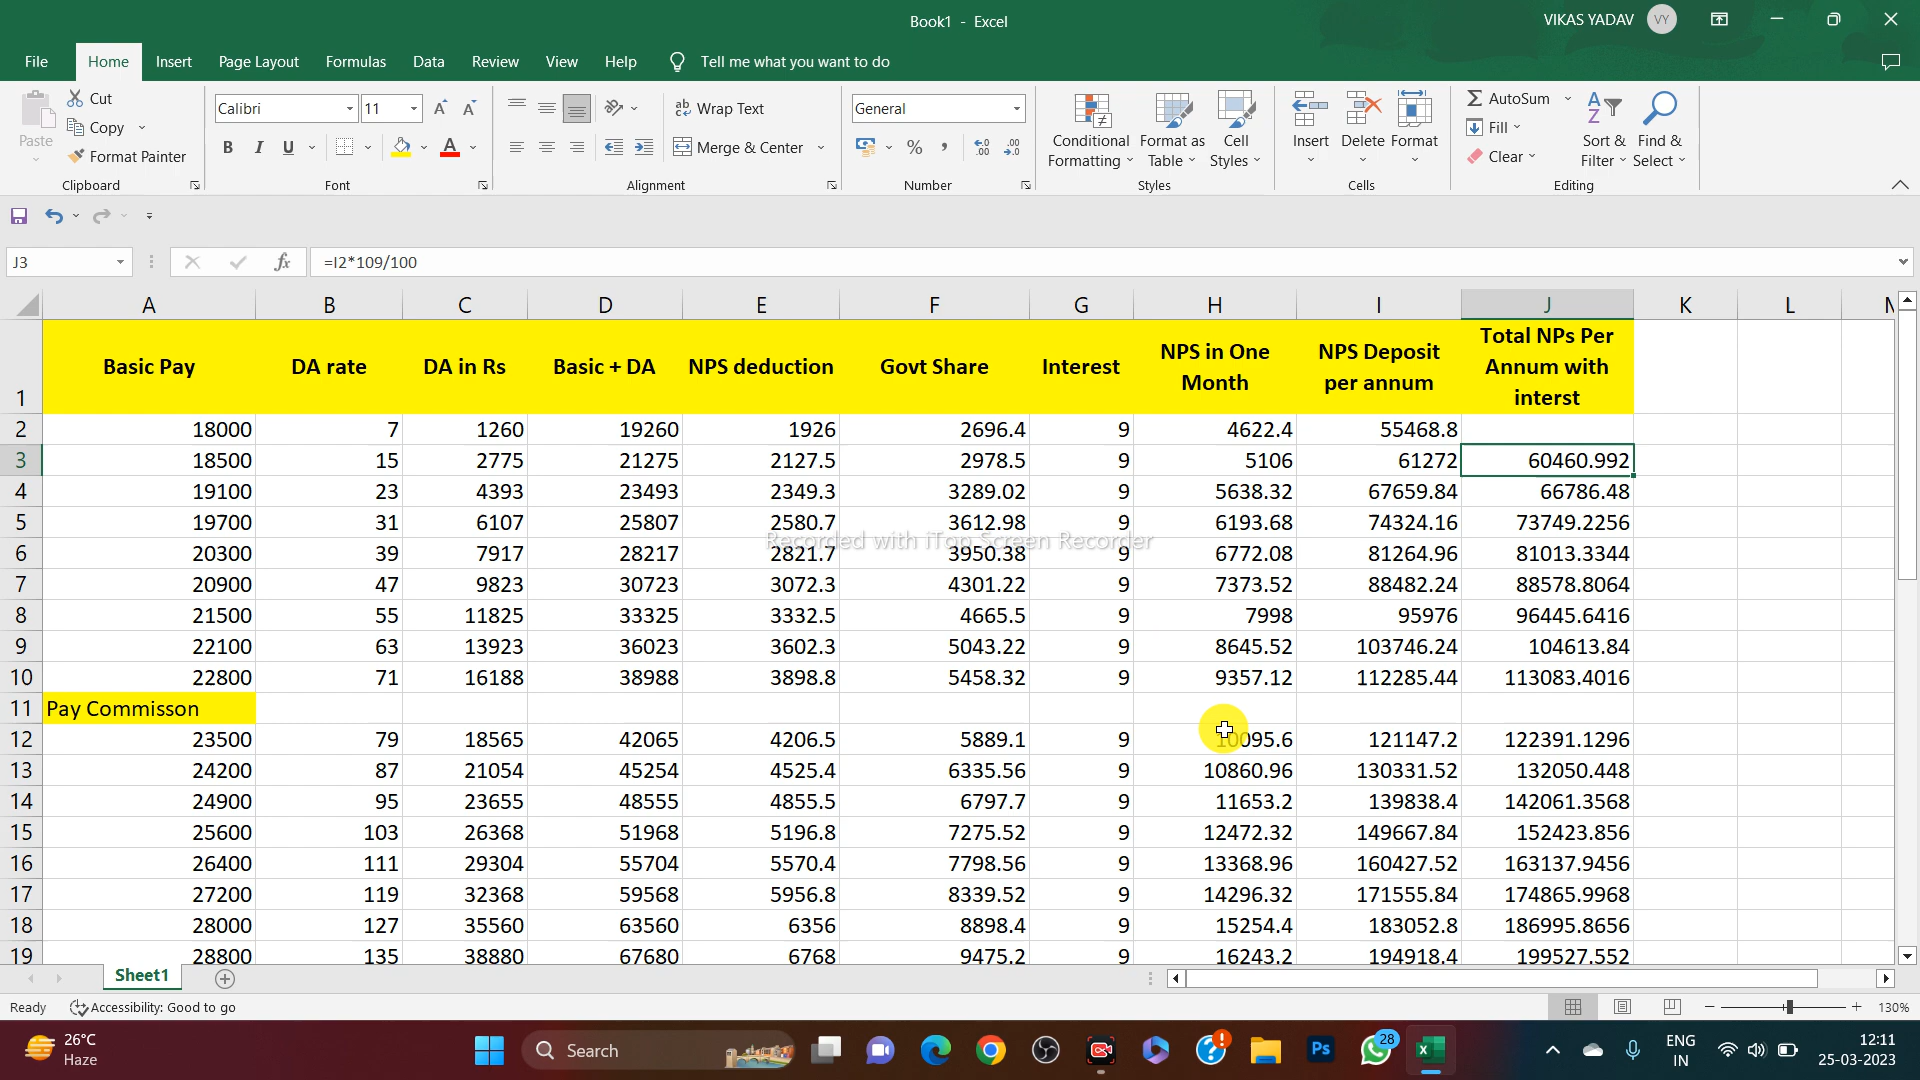 Book1 - Excel
VIKAS YADAV VY
File Home Insert Page Layout Formulas Data Review View Help Tell me what you want to do
Paste
Cut
Copy
Format Painter
Clipboard
Calibri 11
B I U
Font
Wrap Text
Merge & Center
Alignment
General
Number
Conditional Formatting
Format as Table
Cell Styles
Styles
Insert Delete Format
Cells
AutoSum
Fill
Clear
Sort & Filter
Find & Select
Editing
J3 fx =I2*109/100
A B C D E F G H I J K L M
1 Basic Pay DA rate DA in Rs Basic + DA NPS deduction Govt Share Interest NPS in One Month NPS Deposit per annum Total NPs Per Annum with interst
2 18000 7 1260 19260 1926 2696.4 9 4622.4 55468.8
3 18500 15 2775 21275 2127.5 2978.5 9 5106 61272 60460.992
4 19100 23 4393 23493 2349.3 3289.02 9 5638.32 67659.84 66786.48
5 19700 31 6107 25807 2580.7 3612.98 9 6193.68 74324.16 73749.2256
Recorded with iTop Screen Recorder
6 20300 39 7917 28217 2821.7 3950.38 9 6772.08 81264.96 81013.3344
7 20900 47 9823 30723 3072.3 4301.22 9 7373.52 88482.24 88578.8064
8 21500 55 11825 33325 3332.5 4665.5 9 7998 95976 96445.6416
9 22100 63 13923 36023 3602.3 5043.22 9 8645.52 103746.24 104613.84
10 22800 71 16188 38988 3898.8 5458.32 9 9357.12 112285.44 113083.4016
11 Pay Commisson
12 23500 79 18565 42065 4206.5 5889.1 9 10095.6 121147.2 122391.1296
13 24200 87 21054 45254 4525.4 6335.56 9 10860.96 130331.52 132050.448
14 24900 95 23655 48555 4855.5 6797.7 9 11653.2 139838.4 142061.3568
15 25600 103 26368 51968 5196.8 7275.52 9 12472.32 149667.84 152423.856
16 26400 111 29304 55704 5570.4 7798.56 9 13368.96 160427.52 163137.9456
17 27200 119 32368 59568 5956.8 8339.52 9 14296.32 171555.84 174865.9968
18 28000 127 35560 63560 6356 8898.4 9 15254.4 183052.8 186995.8656
19 28800 135 38880 67680 6768 9475.2 9 16243.2 194918.4 199527.552
Sheet1
Ready Accessibility: Good to go 130%
26°C
Haze
Search
Ps
28
ENG
IN
12:11
25-03-2023